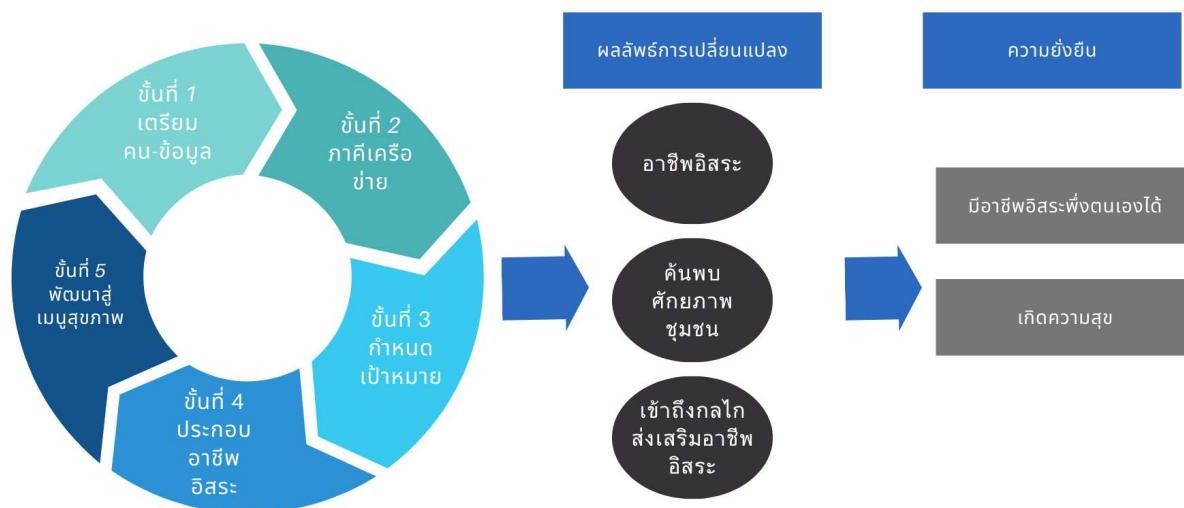 ขั้นที่ 1
เตรียม
คน-ข้อมูล
ขั้นที่ 2
ภาคีเครือ
ข่าย
ขั้นที่ 3
กำหนด
เป้าหมาย
ขั้นที่ 4
ประกอบ
อาชีพ
อิสระ
ขั้นที่ 5
พัฒนาสู่
เมนูสุขภาพ
ผลลัพธ์การเปลี่ยนแปลง
อาชีพอิสระ
ค้นพบ
ศักยภาพ
ชุมชน
เข้าถึงกลไก
ส่งเสริมอาชีพ
อิสระ
ความยั่งยืน
มีอาชีพอิสระพึ่งตนเองได้
เกิดความสุข